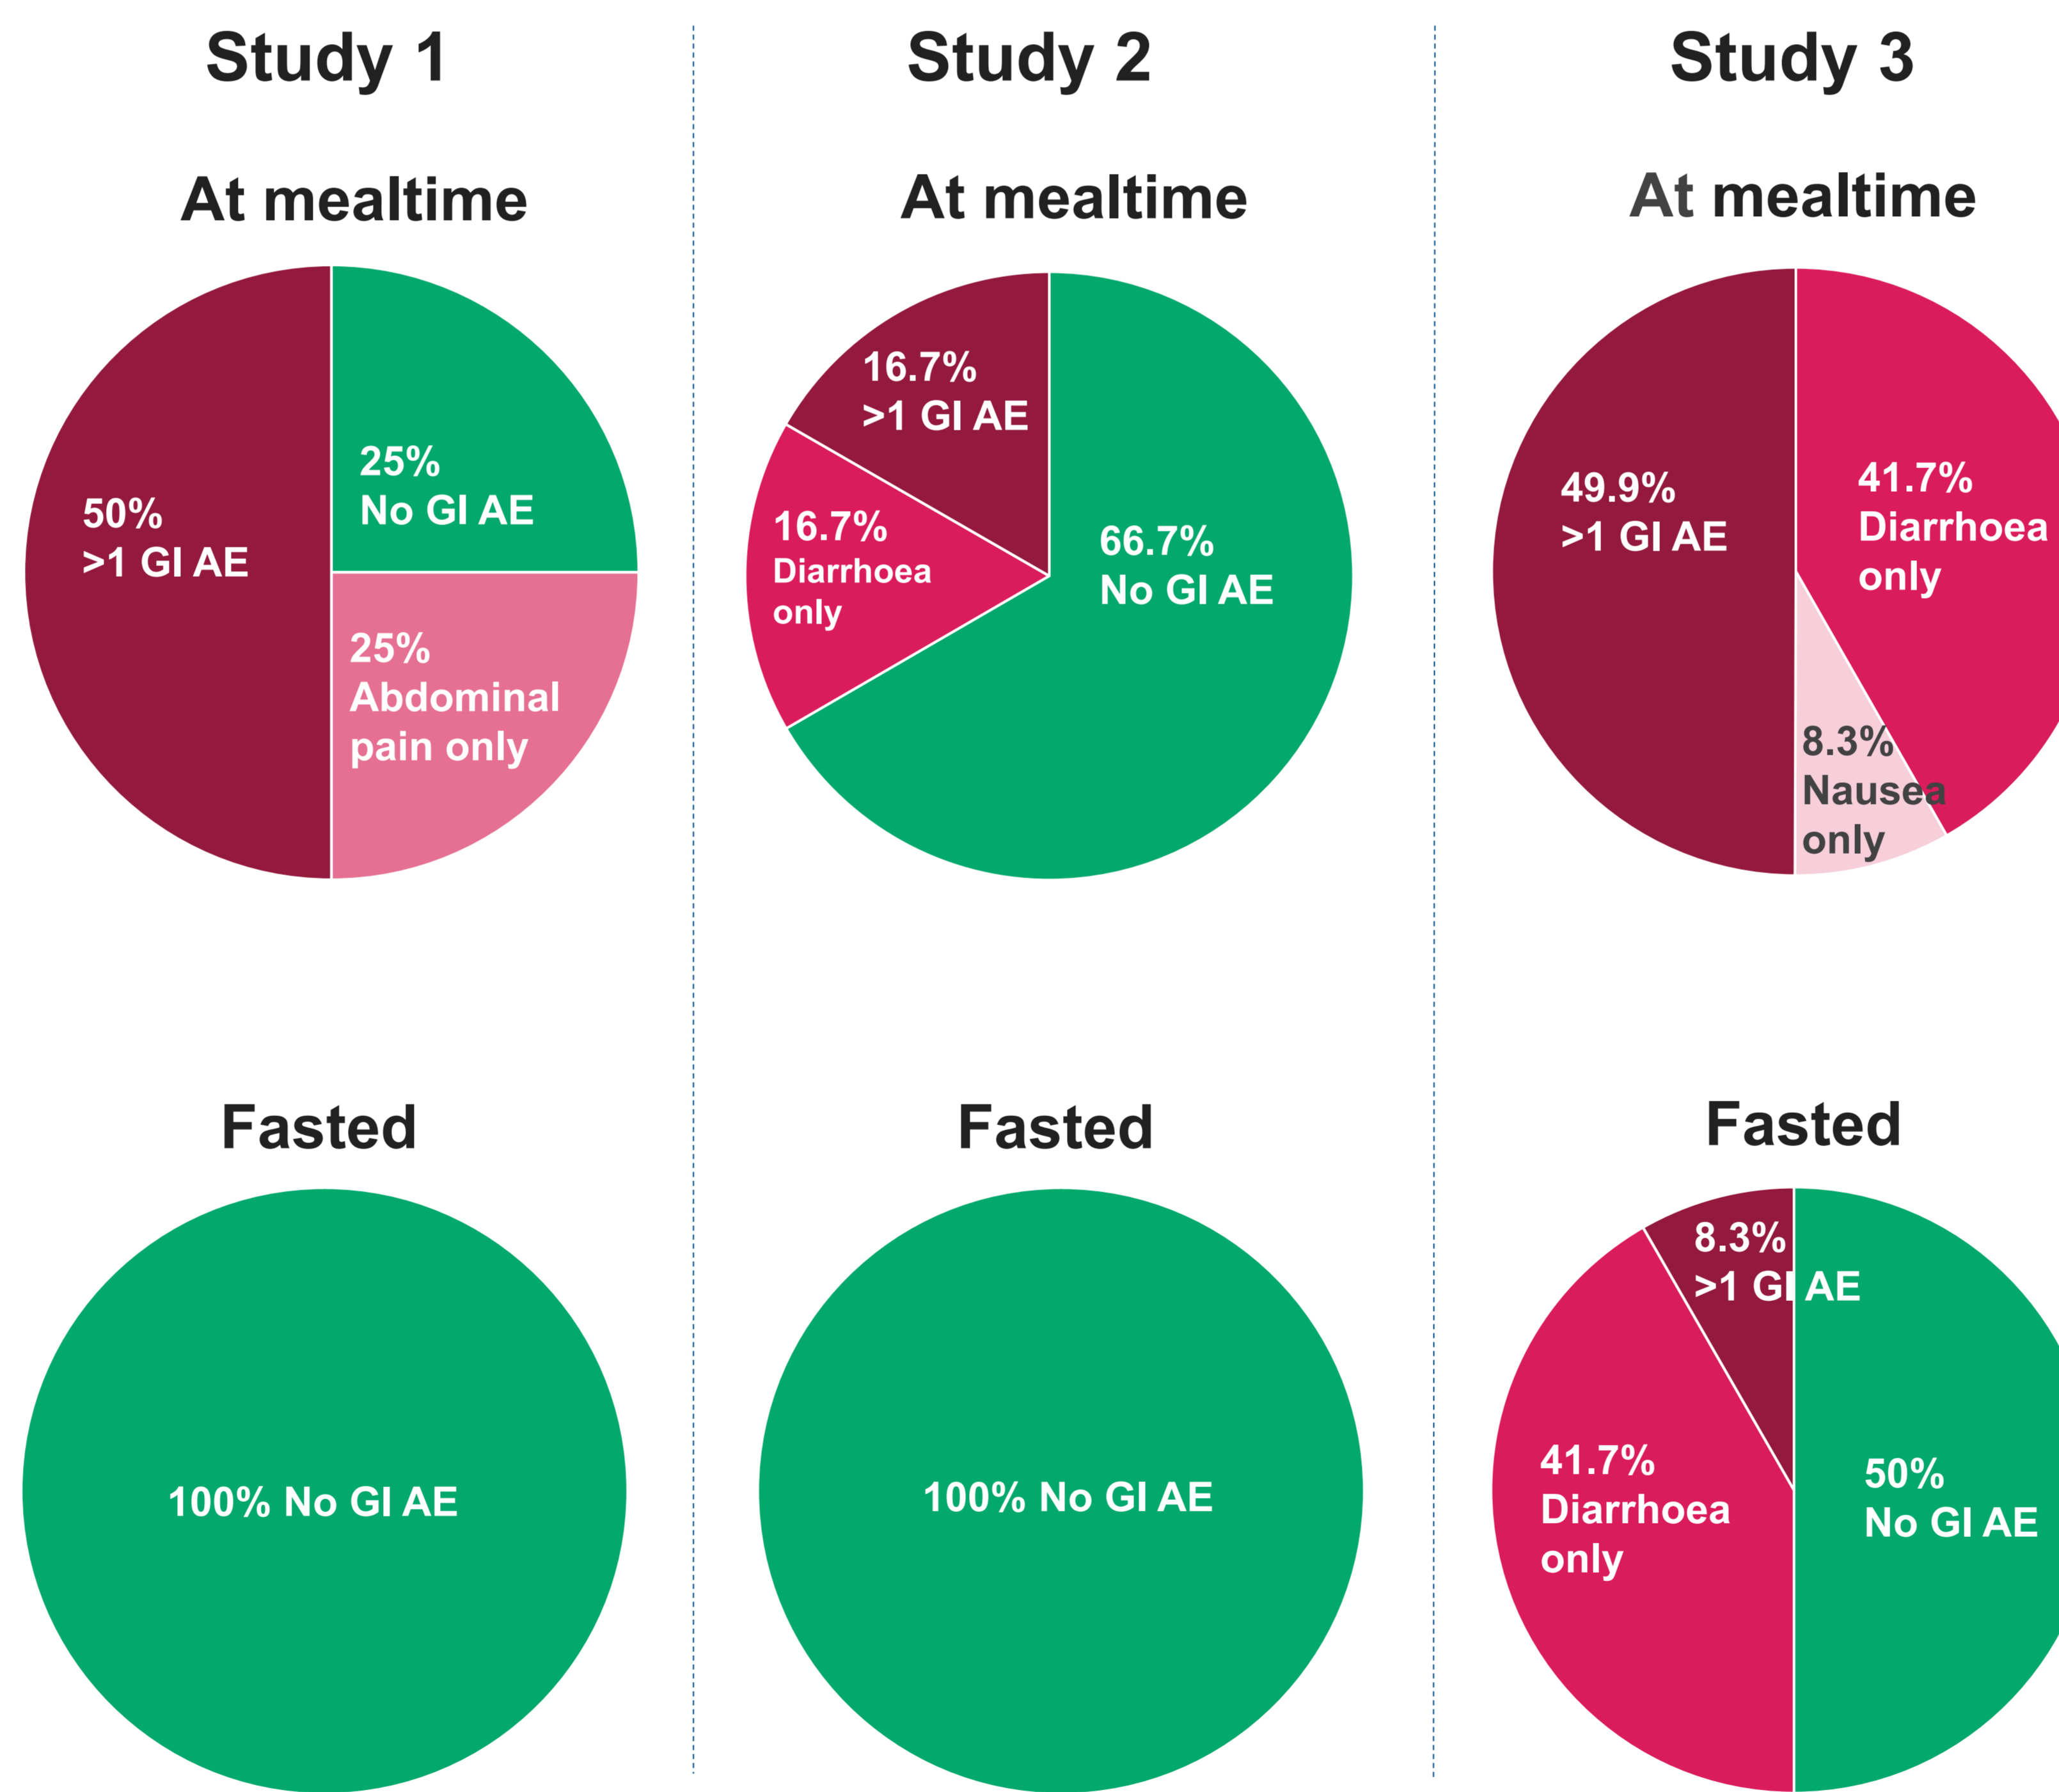 Study 1
At mealtime
50%
>1 GI AE
25%
No GI AE
25%
Abdominal
pain only
Fasted
100% No GI AE
Study 2
At mealtime
16.7%
>1 GI AE
16.7%
Diarrhoea
only
66.7%
No GI AE
Fasted
100% No GI AE
Study 3
At mealtime
49.9%
>1 GI AE
41.7%
Diarrhoea
only
8.3%
Nausea
only
Fasted
8.3%
>1 GI AE
41.7%
Diarrhoea
only
50%
No GI AE